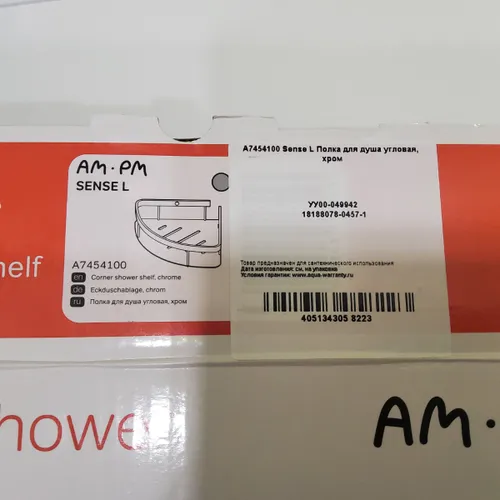 AM·PM
SENSE L
A7454100
en Corner shower shelf, chrome
de Eckduschablage, chrom
ru Полка для душа угловая, хром
A7454100 Sense L Полка для душа угловая,
хром
УУ00-049942
18188078-0457-1
Товар предназначен для сантехнического использования
Дата изготовления: см. на упаковке
Условия гарантии: www.aqua-warranty.ru
405134305 8223
helf
howe
AM·